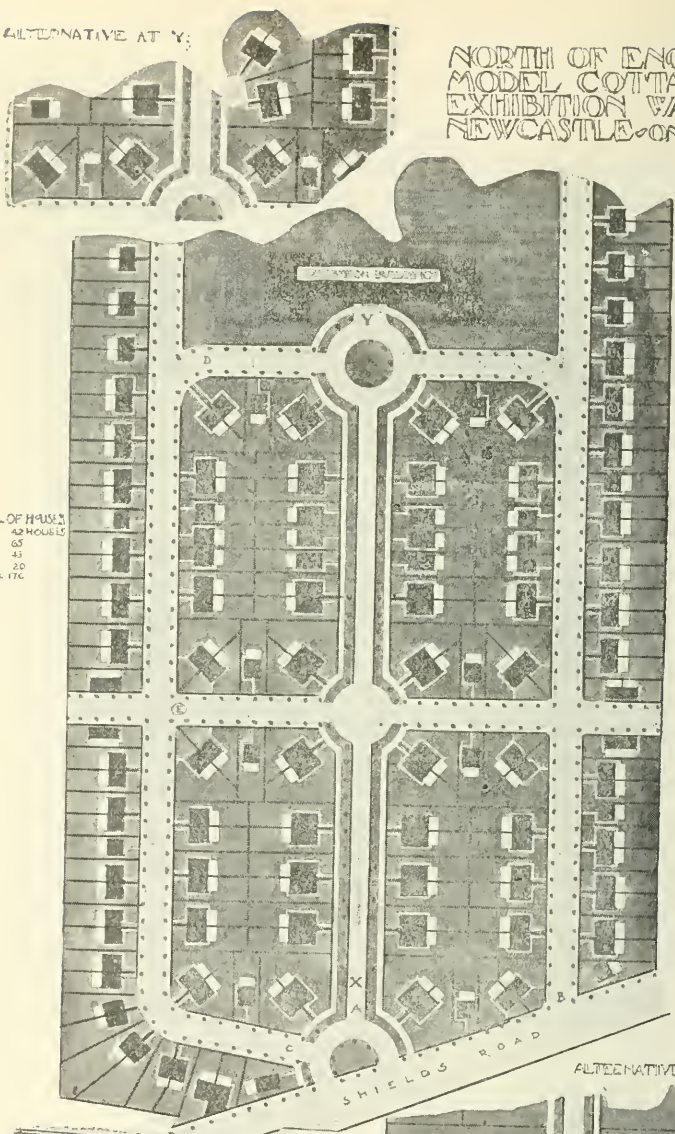 ALTERNATIVE AT Y:
NORTH OF ENG
MODEL COTTA
EXHIBITION WA
NEWCASTLE-ON
Y
D
OF HOUSES
42 HOUSES
65
43
20
E
X
A
B
C
SHIELDS ROAD
ALTERNATIVE